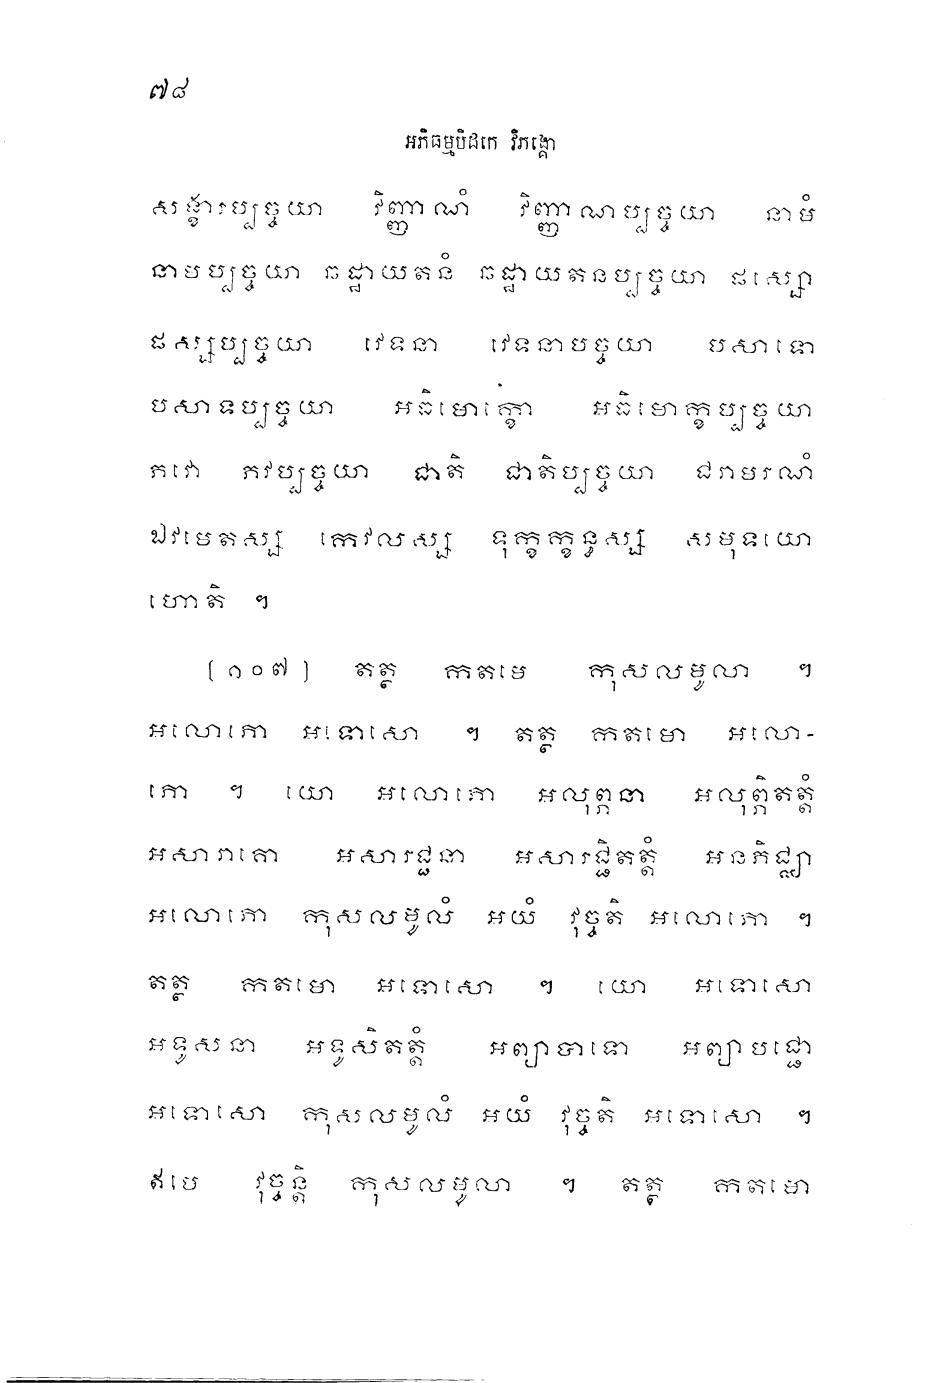 ៧៨
អភិធម្មបិដកេ វិភង្គោ
សង្ខារប្បច្ចយា វិញ្ញាណំ វិញ្ញាណប្បច្ចយា នាមំ
នាមប្បច្ចយា ឆដ្ឋាយតនំ ឆដ្ឋាយតនប្បច្ចយា ផស្សោ
ផស្សប្បច្ចយា វេទនា វេទនាបច្ចយា បសាទោ
បសាទប្បច្ចយា អធិមោក្ខោ អធិមោក្ខប្បច្ចយា
ភវោ ភវប្បច្ចយា ជាតិ ជាតិប្បច្ចយា ជរាមរណំ
ឯវមេតស្ស កេវលស្ស ទុក្ខក្ខន្ធស្ស សមុទយោ
ហោតិ ។
(១០៧) តត្ថ កតមេ កុសលមូលា ។
អលោភោ អទោសោ ។ តត្ថ កតមោ អលោ-
ភោ ។ យោ អលោភោ អលុព្ភនា អលុព្ភិតត្តំ
អសារាគោ អសារជ្ជនា អសារជ្ជិតត្តំ អនភិជ្ឈា
អលោភោ កុសលមូលំ អយំ វុច្ចតិ អលោភោ ។
តត្ថ កតមោ អទោសោ ។ យោ អទោសោ
អទូសនា អទូសិតត្តំ អព្យាបាទោ អព្យាបជ្ជោ
អទោសោ កុសលមូលំ អយំ វុច្ចតិ អទោសោ ។
ឥមេ វុច្ចន្តិ កុសលមូលា ។ តត្ថ កតមោ